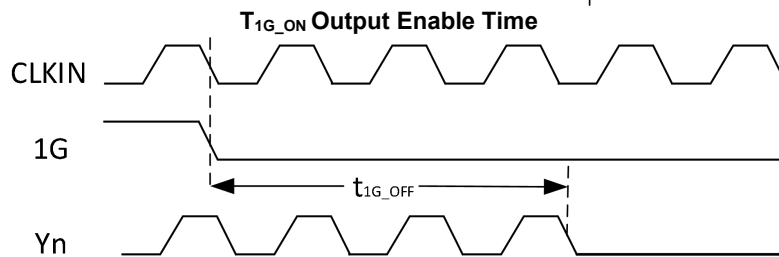 T1G_ON Output Enable Time
CLKIN
1G
t1G_OFF
Yn